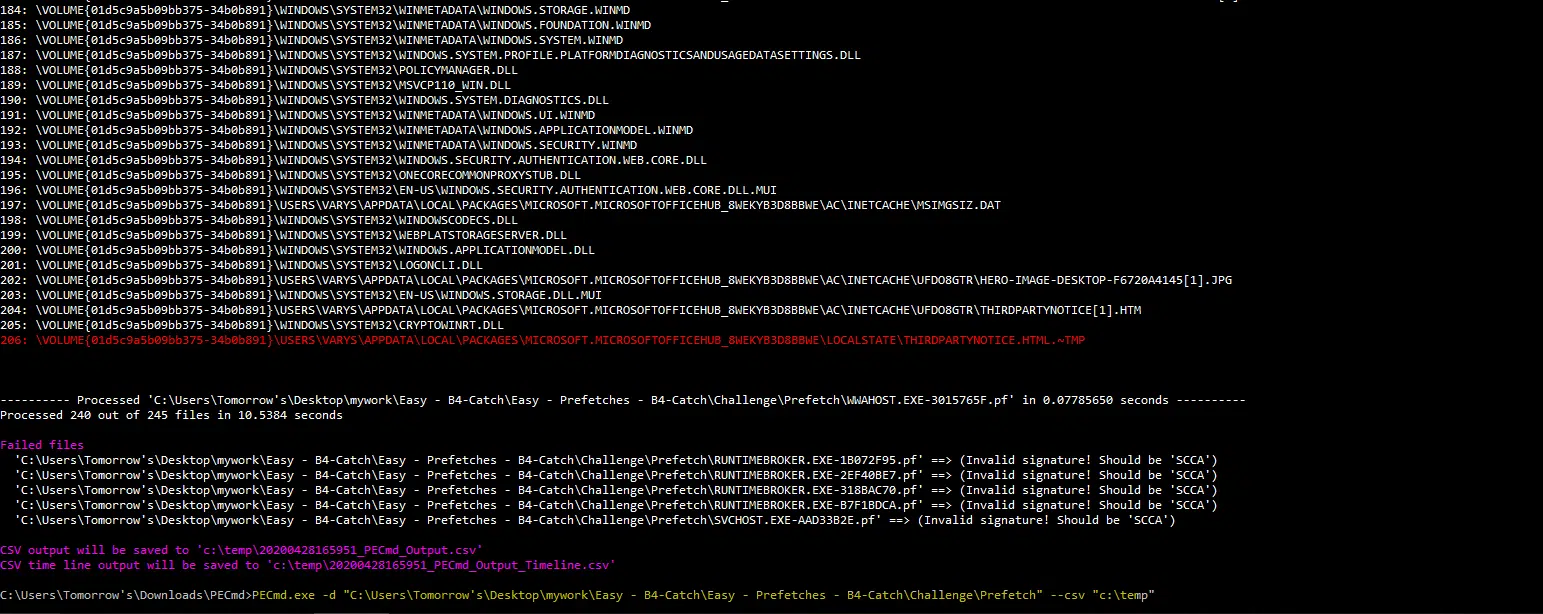 184: \VOLUME{01d5c9a5b09bb375-34b0b891}\WINDOWS\SYSTEM32\WINMETADATA\WINDOWS.STORAGE.WINMD
185: \VOLUME{01d5c9a5b09bb375-34b0b891}\WINDOWS\SYSTEM32\WINMETADATA\WINDOWS.FOUNDATION.WINMD
186: \VOLUME{01d5c9a5b09bb375-34b0b891}\WINDOWS\SYSTEM32\WINMETADATA\WINDOWS.SYSTEM.WINMD
187: \VOLUME{01d5c9a5b09bb375-34b0b891}\WINDOWS\SYSTEM32\WINDOWS.SYSTEM.PROFILE.PLATFORMDIAGNOSTICSANDUSAGEDATASETTINGS.DLL
188: \VOLUME{01d5c9a5b09bb375-34b0b891}\WINDOWS\SYSTEM32\POLICYMANAGER.DLL
189: \VOLUME{01d5c9a5b09bb375-34b0b891}\WINDOWS\SYSTEM32\MSVCP110_WIN.DLL
190: \VOLUME{01d5c9a5b09bb375-34b0b891}\WINDOWS\SYSTEM32\WINDOWS.SYSTEM.DIAGNOSTICS.DLL
191: \VOLUME{01d5c9a5b09bb375-34b0b891}\WINDOWS\SYSTEM32\WINMETADATA\WINDOWS.UI.WINMD
192: \VOLUME{01d5c9a5b09bb375-34b0b891}\WINDOWS\SYSTEM32\WINMETADATA\WINDOWS.APPLICATIONMODEL.WINMD
193: \VOLUME{01d5c9a5b09bb375-34b0b891}\WINDOWS\SYSTEM32\WINMETADATA\WINDOWS.SECURITY.WINMD
194: \VOLUME{01d5c9a5b09bb375-34b0b891}\WINDOWS\SYSTEM32\WINDOWS.SECURITY.AUTHENTICATION.WEB.CORE.DLL
195: \VOLUME{01d5c9a5b09bb375-34b0b891}\WINDOWS\SYSTEM32\ONECORECOMMONPROXYSTUB.DLL
196: \VOLUME{01d5c9a5b09bb375-34b0b891}\WINDOWS\SYSTEM32\EN-US\WINDOWS.SECURITY.AUTHENTICATION.WEB.CORE.DLL.MUI
197: \VOLUME{01d5c9a5b09bb375-34b0b891}\USERS\VARYS\APPDATA\LOCAL\PACKAGES\MICROSOFT.MICROSOFTOFFICEHUB_8WEKYB3D8BBWE\AC\INETCACHE\MSIMGSIZ.DAT
198: \VOLUME{01d5c9a5b09bb375-34b0b891}\WINDOWS\SYSTEM32\WINDOWSCODECS.DLL
199: \VOLUME{01d5c9a5b09bb375-34b0b891}\WINDOWS\SYSTEM32\WEBPLATSTORAGESERVER.DLL
200: \VOLUME{01d5c9a5b09bb375-34b0b891}\WINDOWS\SYSTEM32\WINDOWS.APPLICATIONMODEL.DLL
201: \VOLUME{01d5c9a5b09bb375-34b0b891}\WINDOWS\SYSTEM32\LOGONCLI.DLL
202: \VOLUME{01d5c9a5b09bb375-34b0b891}\USERS\VARYS\APPDATA\LOCAL\PACKAGES\MICROSOFT.MICROSOFTOFFICEHUB_8WEKYB3D8BBWE\AC\INETCACHE\UFDO8GTR\HERO-IMAGE-DESKTOP-F6720A4145[1].JPG
203: \VOLUME{01d5c9a5b09bb375-34b0b891}\WINDOWS\SYSTEM32\EN-US\WINDOWS.STORAGE.DLL.MUI
204: \VOLUME{01d5c9a5b09bb375-34b0b891}\USERS\VARYS\APPDATA\LOCAL\PACKAGES\MICROSOFT.MICROSOFTOFFICEHUB_8WEKYB3D8BBWE\AC\INETCACHE\UFDO8GTR\THIRDPARTYNOTICE[1].HTM
205: \VOLUME{01d5c9a5b09bb375-34b0b891}\WINDOWS\SYSTEM32\CRYPTOWINRT.DLL
206: \VOLUME{01d5c9a5b09bb375-34b0b891}\USERS\VARYS\APPDATA\LOCAL\PACKAGES\MICROSOFT.MICROSOFTOFFICEHUB_8WEKYB3D8BBWE\LOCALSTATE\THIRDPARTYNOTICE.HTML.~TMP
---------- Processed 'C:\Users\Tomorrow's\Desktop\mywork\Easy - B4-Catch\Easy - Prefetches - B4-Catch\Challenge\Prefetch\WWAHOST.EXE-3015765F.pf' in 0.07785650 seconds ----------
Processed 240 out of 245 files in 10.5384 seconds
Failed files
'C:\Users\Tomorrow's\Desktop\mywork\Easy - B4-Catch\Easy - Prefetches - B4-Catch\Challenge\Prefetch\RUNTIMEBROKER.EXE-1B072F95.pf' ==> (Invalid signature! Should be 'SCCA')
'C:\Users\Tomorrow's\Desktop\mywork\Easy - B4-Catch\Easy - Prefetches - B4-Catch\Challenge\Prefetch\RUNTIMEBROKER.EXE-2EF40BE7.pf' ==> (Invalid signature! Should be 'SCCA')
'C:\Users\Tomorrow's\Desktop\mywork\Easy - B4-Catch\Easy - Prefetches - B4-Catch\Challenge\Prefetch\RUNTIMEBROKER.EXE-318BAC70.pf' ==> (Invalid signature! Should be 'SCCA')
'C:\Users\Tomorrow's\Desktop\mywork\Easy - B4-Catch\Easy - Prefetches - B4-Catch\Challenge\Prefetch\RUNTIMEBROKER.EXE-B7F1BDCA.pf' ==> (Invalid signature! Should be 'SCCA')
'C:\Users\Tomorrow's\Desktop\mywork\Easy - B4-Catch\Easy - Prefetches - B4-Catch\Challenge\Prefetch\SVCHOST.EXE-AAD33B2E.pf' ==> (Invalid signature! Should be 'SCCA')
CSV output will be saved to 'c:\temp\20200428165951_PECmd_Output.csv'
CSV time line output will be saved to 'c:\temp\20200428165951_PECmd_Output_Timeline.csv'
C:\Users\Tomorrow's\Downloads\PECmd>PECmd.exe -d "C:\Users\Tomorrow's\Desktop\mywork\Easy - B4-Catch\Easy - Prefetches - B4-Catch\Challenge\Prefetch" --csv "c:\temp"